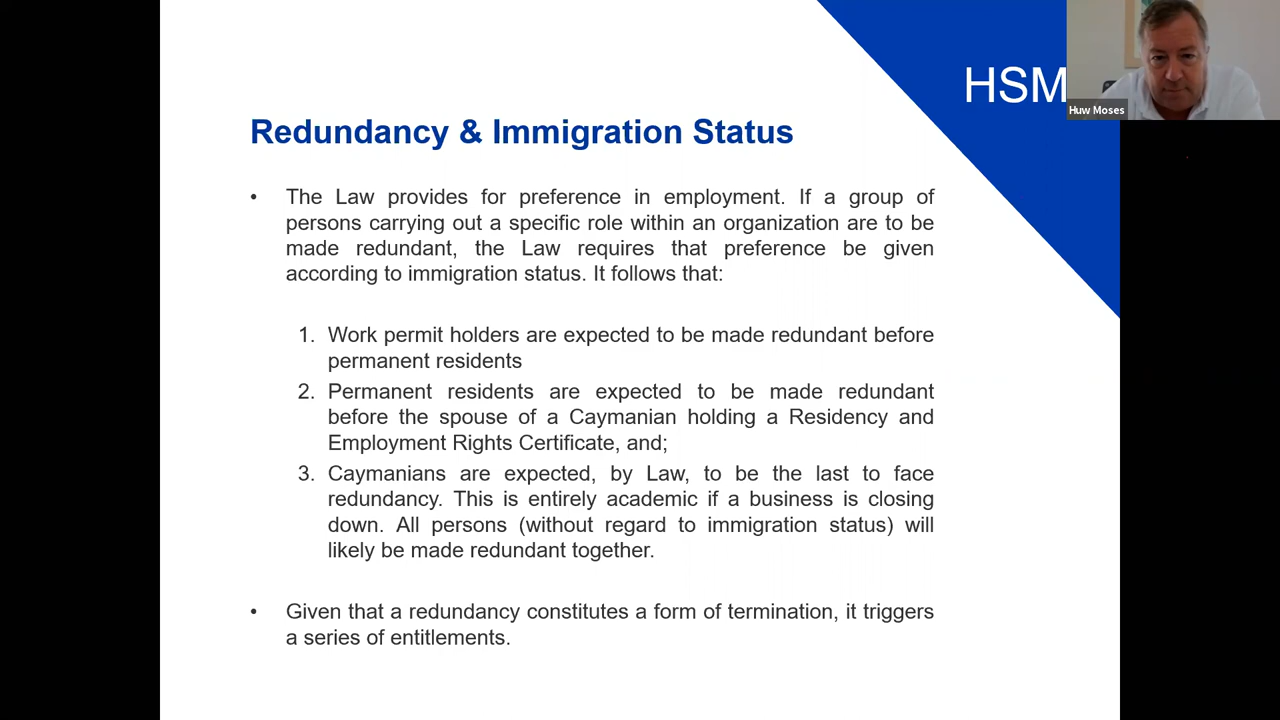 HSM
Huw Moses
Redundancy & Immigration Status
• The Law provides for preference in employment. If a group of
persons carrying out a specific role within an organization are to be
made redundant, the Law requires that preference be given
according to immigration status. It follows that:
1. Work permit holders are expected to be made redundant before
permanent residents
2. Permanent residents are expected to be made redundant
before the spouse of a Caymanian holding a Residency and
Employment Rights Certificate, and;
3. Caymanians are expected, by Law, to be the last to face
redundancy. This is entirely academic if a business is closing
down. All persons (without regard to immigration status) will
likely be made redundant together.
• Given that a redundancy constitutes a form of termination, it triggers
a series of entitlements.